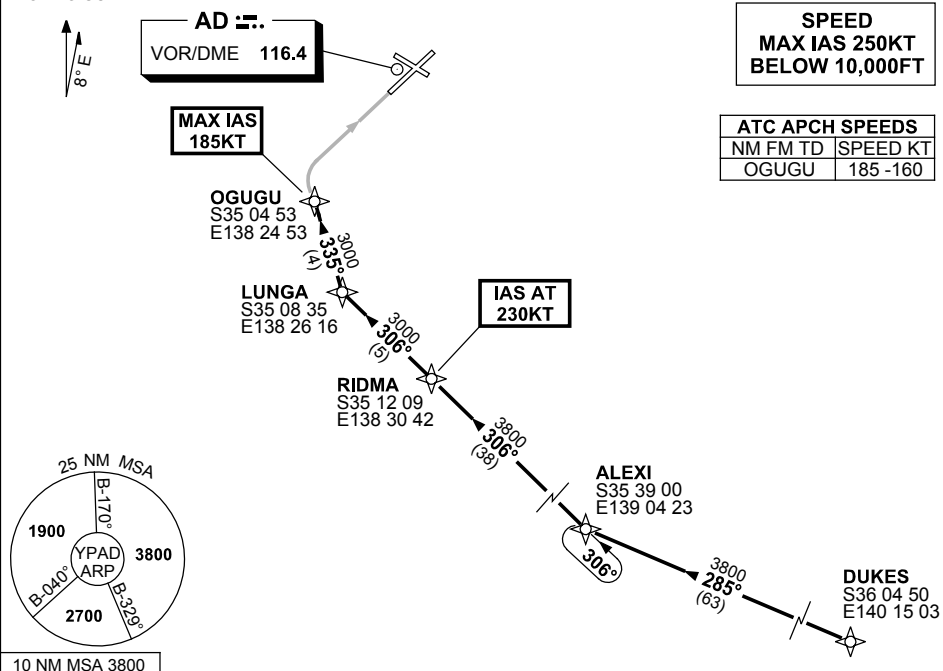 AD
VOR/DME 116.4
8° E
SPEED
MAX IAS 250KT
BELOW 10,000FT
MAX IAS
185KT
ATC APCH SPEEDS
NM FM TD SPEED KT
OGUGU 185 -160
OGUGU
S35 04 53
E138 24 53
3000
335°
(4)
LUNGA
S35 08 35
E138 26 16
IAS AT
230KT
3000
306°
(5)
RIDMA
S35 12 09
E138 30 42
3800
306°
(38)
ALEXI
S35 39 00
E139 04 23
306°
3800
285°
(63)
DUKES
S36 04 50
E140 15 03
25 NM MSA
B-170°
1900
YPAD
ARP
3800
B-040°
B-329°
2700
10 NM MSA 3800